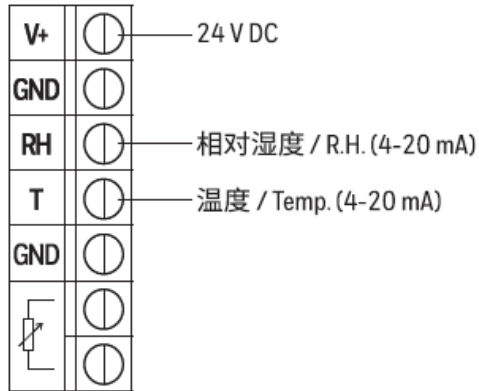 V+ 24 V DC
GND
RH 相对湿度 / R.H. (4-20 mA)
T 温度 / Temp. (4-20 mA)
GND